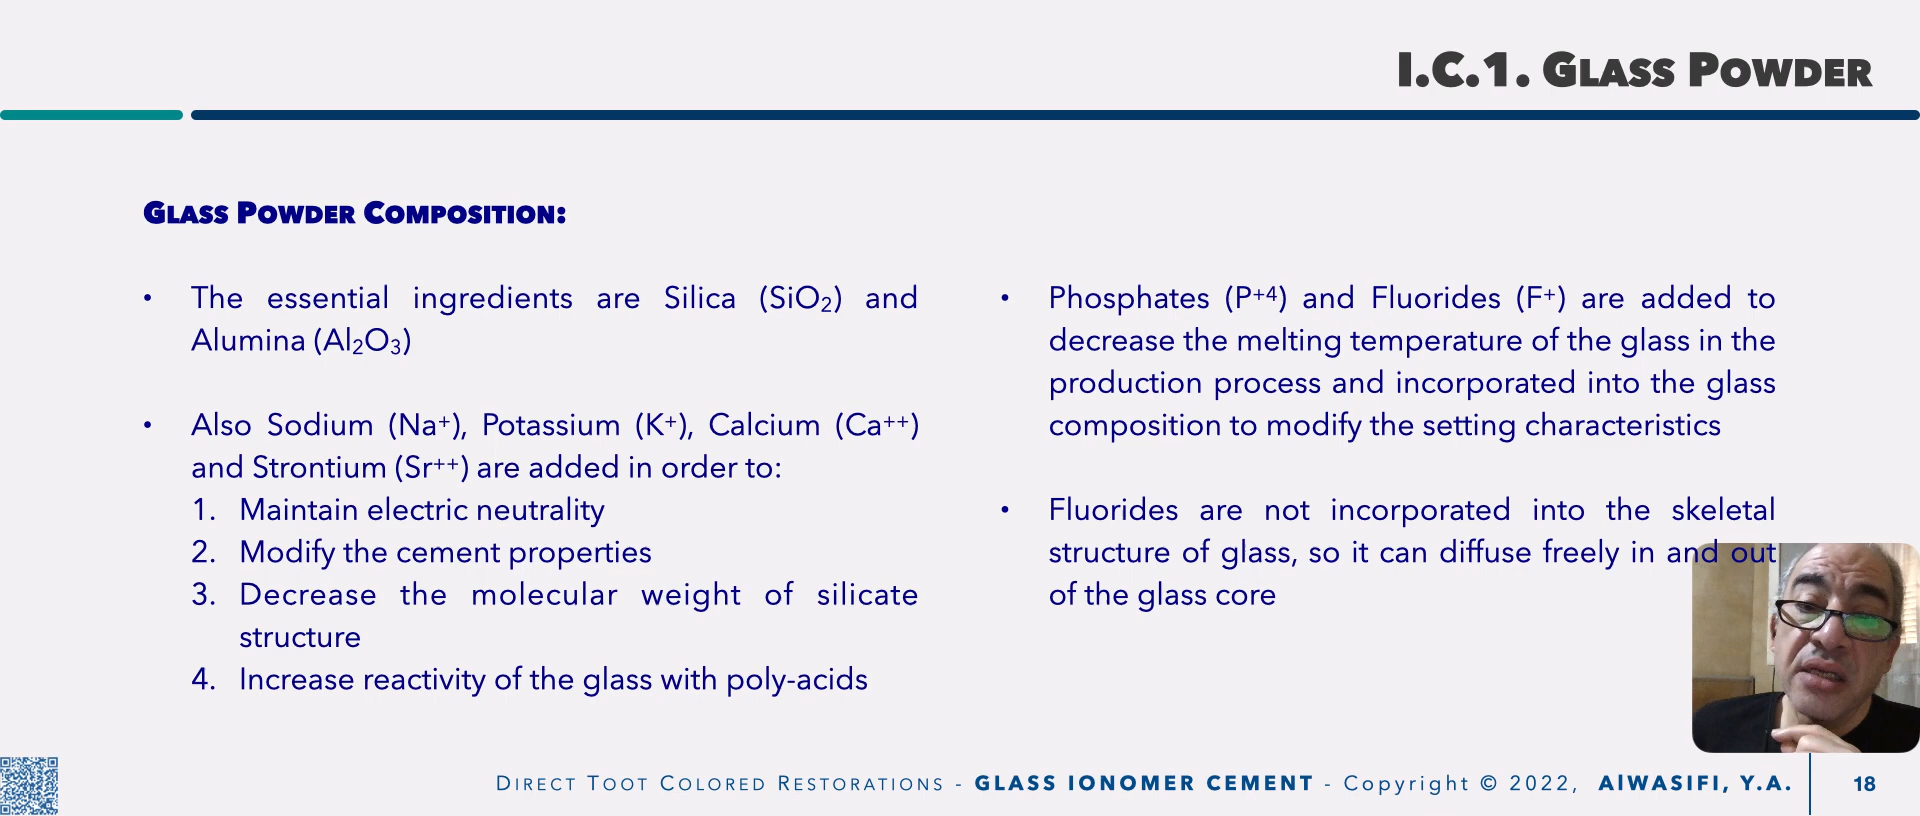 I.C.1. GLASS POWDER
GLASS POWDER COMPOSITION:
• The essential ingredients are Silica (SiO₂) and
Alumina (Al₂O₃)
• Also Sodium (Na⁺), Potassium (K⁺), Calcium (Ca⁺⁺)
and Strontium (Sr⁺⁺) are added in order to:
1. Maintain electric neutrality
2. Modify the cement properties
3. Decrease the molecular weight of silicate
structure
4. Increase reactivity of the glass with poly-acids
• Phosphates (P⁺⁴) and Fluorides (F⁺) are added to
decrease the melting temperature of the glass in the
production process and incorporated into the glass
composition to modify the setting characteristics
• Fluorides are not incorporated into the skeletal
structure of glass, so it can diffuse freely in and out
of the glass core
DIRECT TOOT COLORED RESTORATIONS - GLASS IONOMER CEMENT - Copyright © 2022, AlWASIFI, Y.A. 18